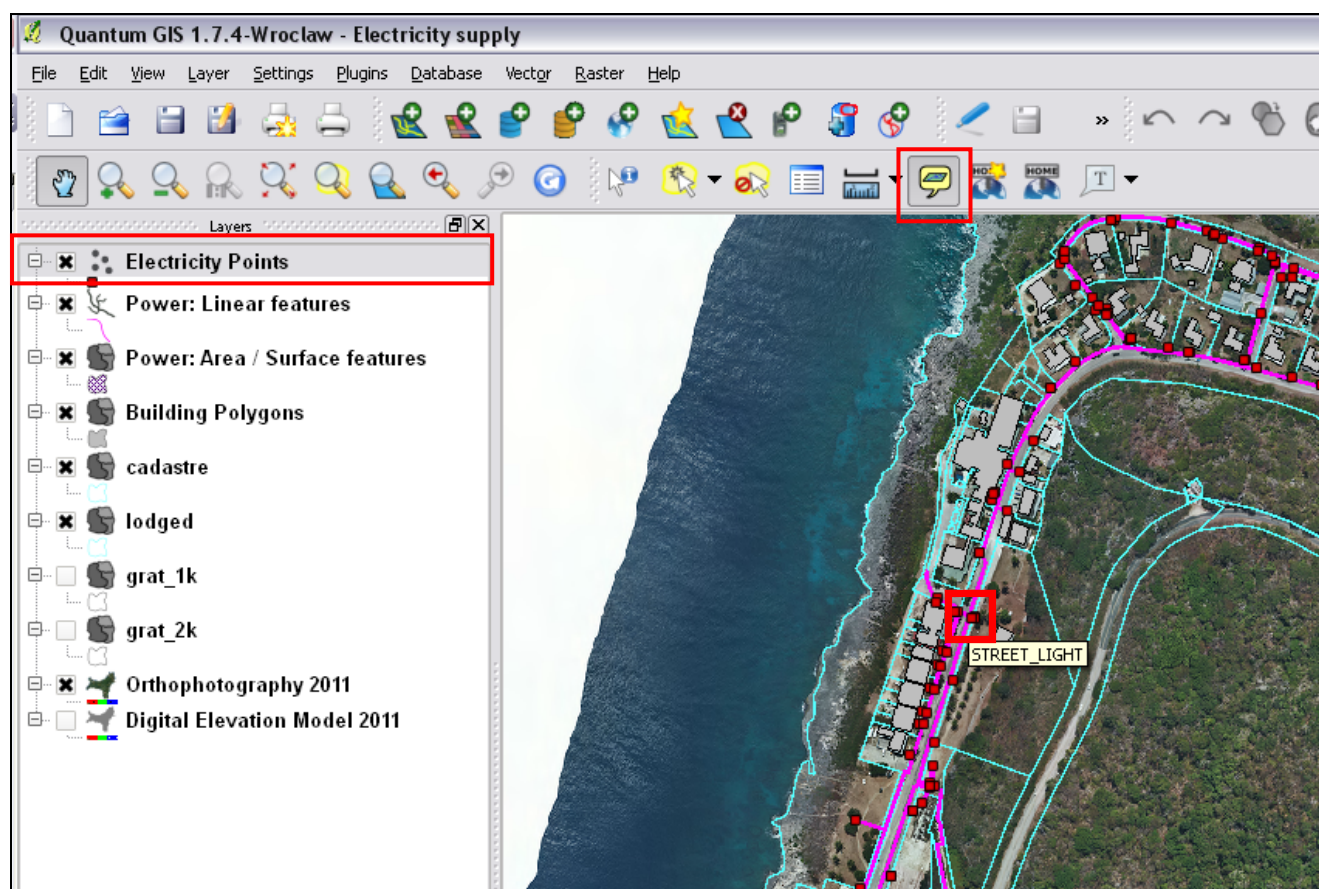 Quantum GIS 1.7.4-Wroclaw - Electricity supply
File Edit View Layer Settings Plugins Database Vector Raster Help
»
HOME
T
Layers
Electricity Points
Power: Linear features
Power: Area / Surface features
Building Polygons
cadastre
lodged
grat_1k
grat_2k
Orthophotography 2011
Digital Elevation Model 2011
STREET_LIGHT